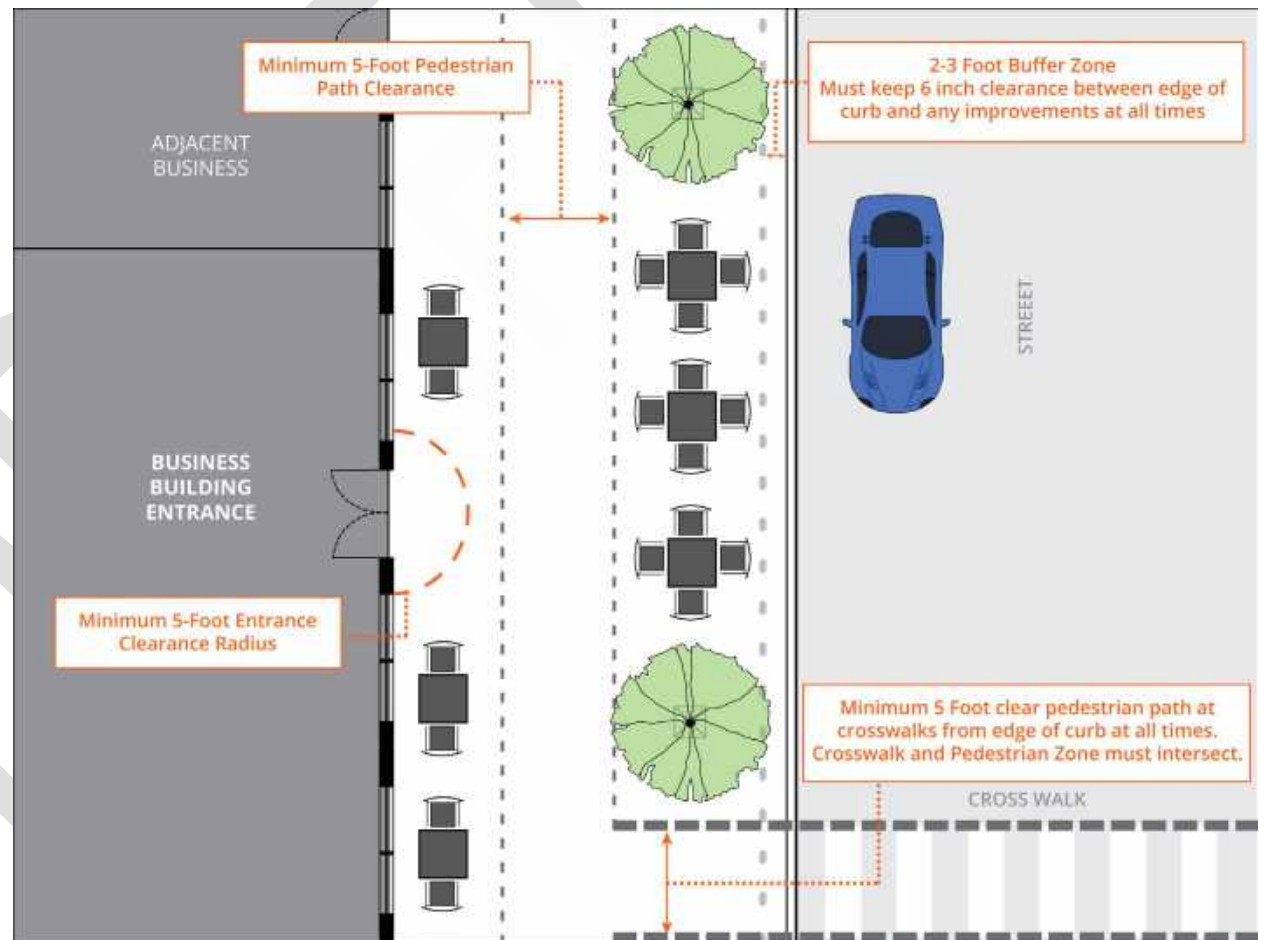 Minimum 5-Foot Pedestrian
Path Clearance
2-3 Foot Buffer Zone
Must keep 6 inch clearance between edge of
curb and any improvements at all times
ADJACENT
BUSINESS
STREEET
BUSINESS
BUILDING
ENTRANCE
Minimum 5-Foot Entrance
Clearance Radius
Minimum 5 Foot clear pedestrian path at
crosswalks from edge of curb at all times.
Crosswalk and Pedestrian Zone must intersect.
CROSS WALK